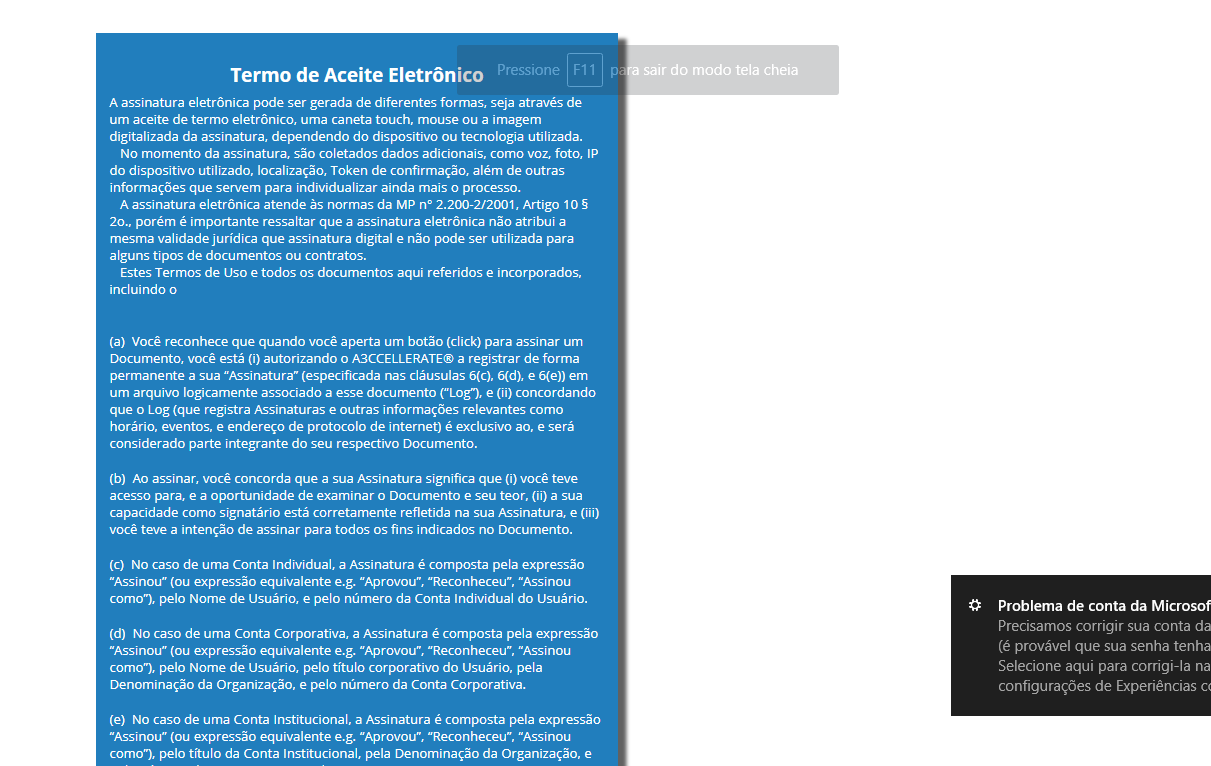 Termo de Aceite Eletrônico
Pressione F11 para sair do modo tela cheia
A assinatura eletrônica pode ser gerada de diferentes formas, seja através de
um aceite de termo eletrônico, uma caneta touch, mouse ou a imagem
digitalizada da assinatura, dependendo do dispositivo ou tecnologia utilizada.
No momento da assinatura, são coletados dados adicionais, como voz, foto, IP
do dispositivo utilizado, localização, Token de confirmação, além de outras
informações que servem para individualizar ainda mais o processo.
A assinatura eletrônica atende às normas da MP nº 2.200-2/2001, Artigo 10 §
2o., porém é importante ressaltar que a assinatura eletrônica não atribui a
mesma validade jurídica que assinatura digital e não pode ser utilizada para
alguns tipos de documentos ou contratos.
Estes Termos de Uso e todos os documentos aqui referidos e incorporados,
incluindo o
(a) Você reconhece que quando você aperta um botão (click) para assinar um
Documento, você está (i) autorizando o A3CCELLERATE® a registrar de forma
permanente a sua “Assinatura” (especificada nas cláusulas 6(c), 6(d), e 6(e)) em
um arquivo logicamente associado a esse documento (“Log”), e (ii) concordando
que o Log (que registra Assinaturas e outras informações relevantes como
horário, eventos, e endereço de protocolo de internet) é exclusivo ao, e será
considerado parte integrante do seu respectivo Documento.
(b) Ao assinar, você concorda que a sua Assinatura significa que (i) você teve
acesso para, e a oportunidade de examinar o Documento e seu teor, (ii) a sua
capacidade como signatário está corretamente refletida na sua Assinatura, e (iii)
você teve a intenção de assinar para todos os fins indicados no Documento.
(c) No caso de uma Conta Individual, a Assinatura é composta pela expressão
“Assinou” (ou expressão equivalente e.g. “Aprovou”, “Reconheceu”, “Assinou
como”), pelo Nome de Usuário, e pelo número da Conta Individual do Usuário.
(d) No caso de uma Conta Corporativa, a Assinatura é composta pela expressão
“Assinou” (ou expressão equivalente e.g. “Aprovou”, “Reconheceu”, “Assinou
como”), pelo Nome de Usuário, pelo título corporativo do Usuário, pela
Denominação da Organização, e pelo número da Conta Corporativa.
(e) No caso de uma Conta Institucional, a Assinatura é composta pela expressão
“Assinou” (ou expressão equivalente e.g. “Aprovou”, “Reconheceu”, “Assinou
como”), pelo título da Conta Institucional, pela Denominação da Organização, e
Problema de conta da Microsof
Precisamos corrigir sua conta da
(é provável que sua senha tenha
Selecione aqui para corrigi-la na
configurações de Experiências co